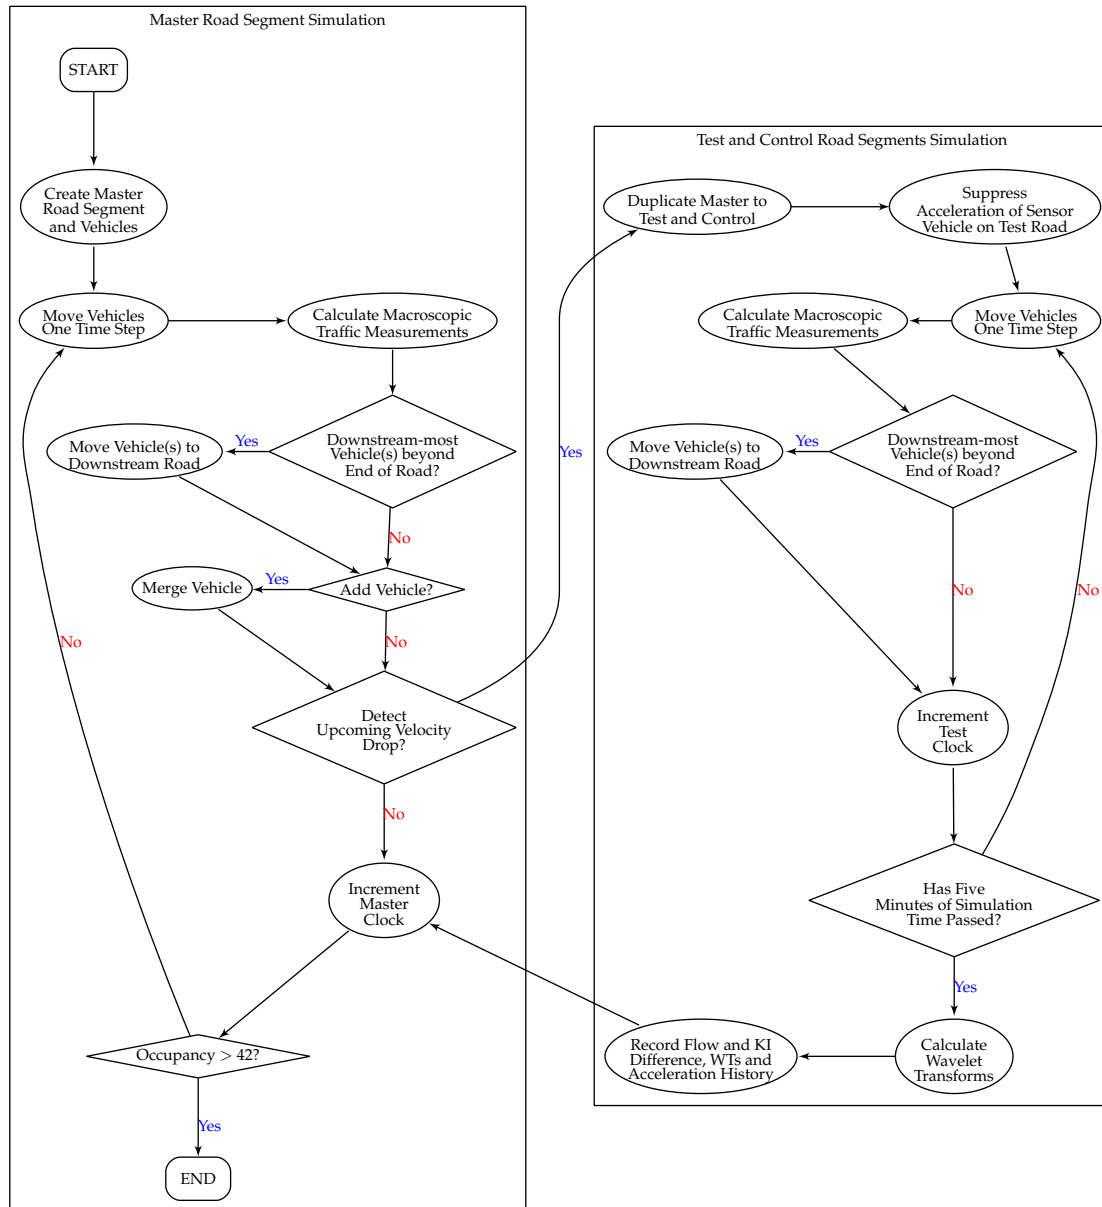 Master Road Segment Simulation
START
Create Master
Road Segment
and Vehicles
Move Vehicles
One Time Step
Calculate Macroscopic
Traffic Measurements
Downstream-most
Vehicle(s) beyond
End of Road?
Yes
Move Vehicle(s) to
Downstream Road
No
Add Vehicle?
Yes
Merge Vehicle
No
Detect
Upcoming Velocity
Drop?
Yes
No
Increment
Master
Clock
No
Occupancy > 42?
Yes
END
Test and Control Road Segments Simulation
Duplicate Master to
Test and Control
Suppress
Acceleration of Sensor
Vehicle on Test Road
Move Vehicles
One Time Step
Calculate Macroscopic
Traffic Measurements
Downstream-most
Vehicle(s) beyond
End of Road?
Yes
Move Vehicle(s) to
Downstream Road
No
No
Increment
Test
Clock
Has Five
Minutes of Simulation
Time Passed?
Yes
Calculate
Wavelet
Transforms
Record Flow and KI
Difference, WTs and
Acceleration History